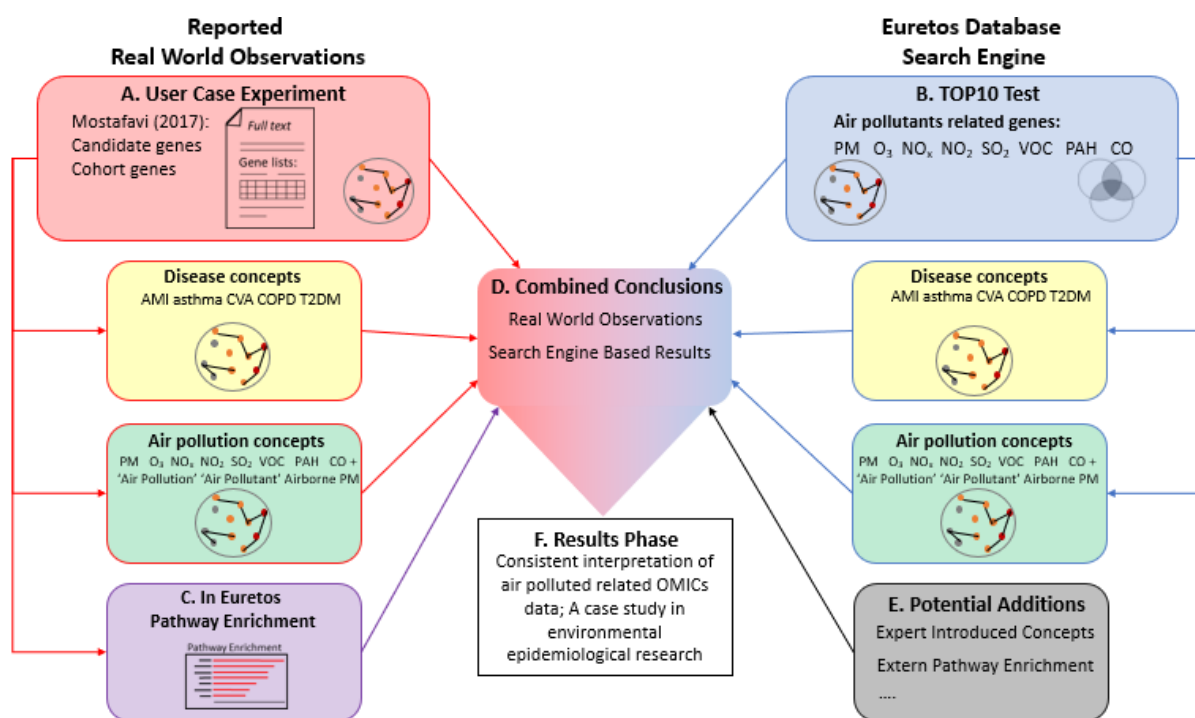 Reported
Real World Observations
A. User Case Experiment
Mostafavi (2017):
Candidate genes
Cohort genes
Full text
Gene lists:
Disease concepts
AMI asthma CVA COPD T2DM
Air pollution concepts
PM O₃ NOₓ NO₂ SO₂ VOC PAH CO +
'Air Pollution' 'Air Pollutant' Airborne PM
C. In Euretos
Pathway Enrichment
Pathway Enrichment
D. Combined Conclusions
Real World Observations
Search Engine Based Results
F. Results Phase
Consistent interpretation of
air polluted related OMICs
data; A case study in
environmental
epidemiological research
Euretos Database
Search Engine
B. TOP10 Test
Air pollutants related genes:
PM O₃ NOₓ NO₂ SO₂ VOC PAH CO
Disease concepts
AMI asthma CVA COPD T2DM
Air pollution concepts
PM O₃ NOₓ NO₂ SO₂ VOC PAH CO +
'Air Pollution' 'Air Pollutant' Airborne PM
E. Potential Additions
Expert Introduced Concepts
Extern Pathway Enrichment
....